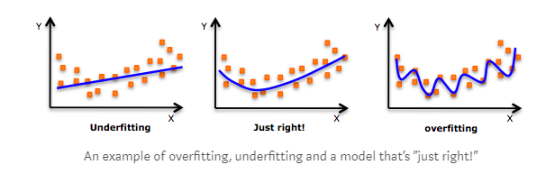 Y
Y
Y
X
X
X
Underfitting
Just right!
overfitting
An example of overfitting, underfitting and a model that's "just right!"